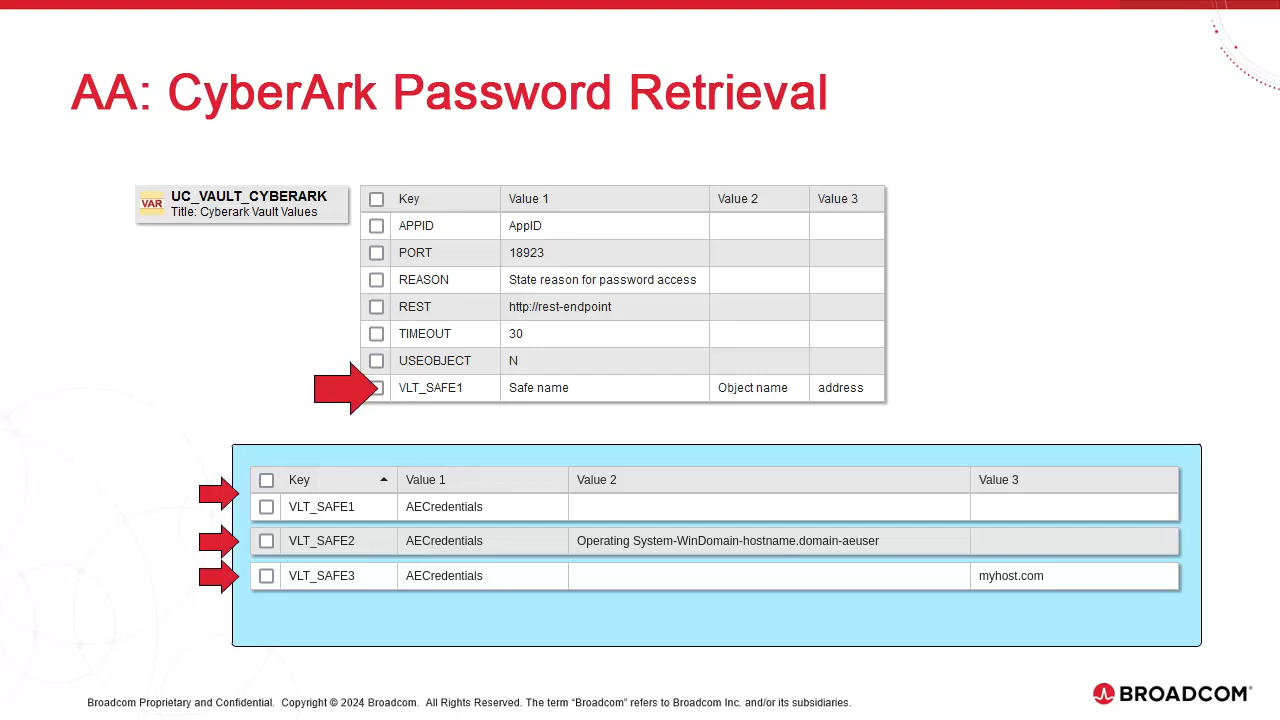 AA: CyberArk Password Retrieval
VAR
UC_VAULT_CYBERARK
Title: Cyberark Vault Values
Key Value 1 Value 2 Value 3
APPID AppID
PORT 18923
REASON State reason for password access
REST http://rest-endpoint
TIMEOUT 30
USEOBJECT N
VLT_SAFE1 Safe name Object name address
Key Value 1 Value 2 Value 3
VLT_SAFE1 AECredentials
VLT_SAFE2 AECredentials Operating System-WinDomain-hostname.domain-aeuser
VLT_SAFE3 AECredentials myhost.com
Broadcom Proprietary and Confidential. Copyright © 2024 Broadcom. All Rights Reserved. The term “Broadcom” refers to Broadcom Inc. and/or its subsidiaries.
BROADCOM®